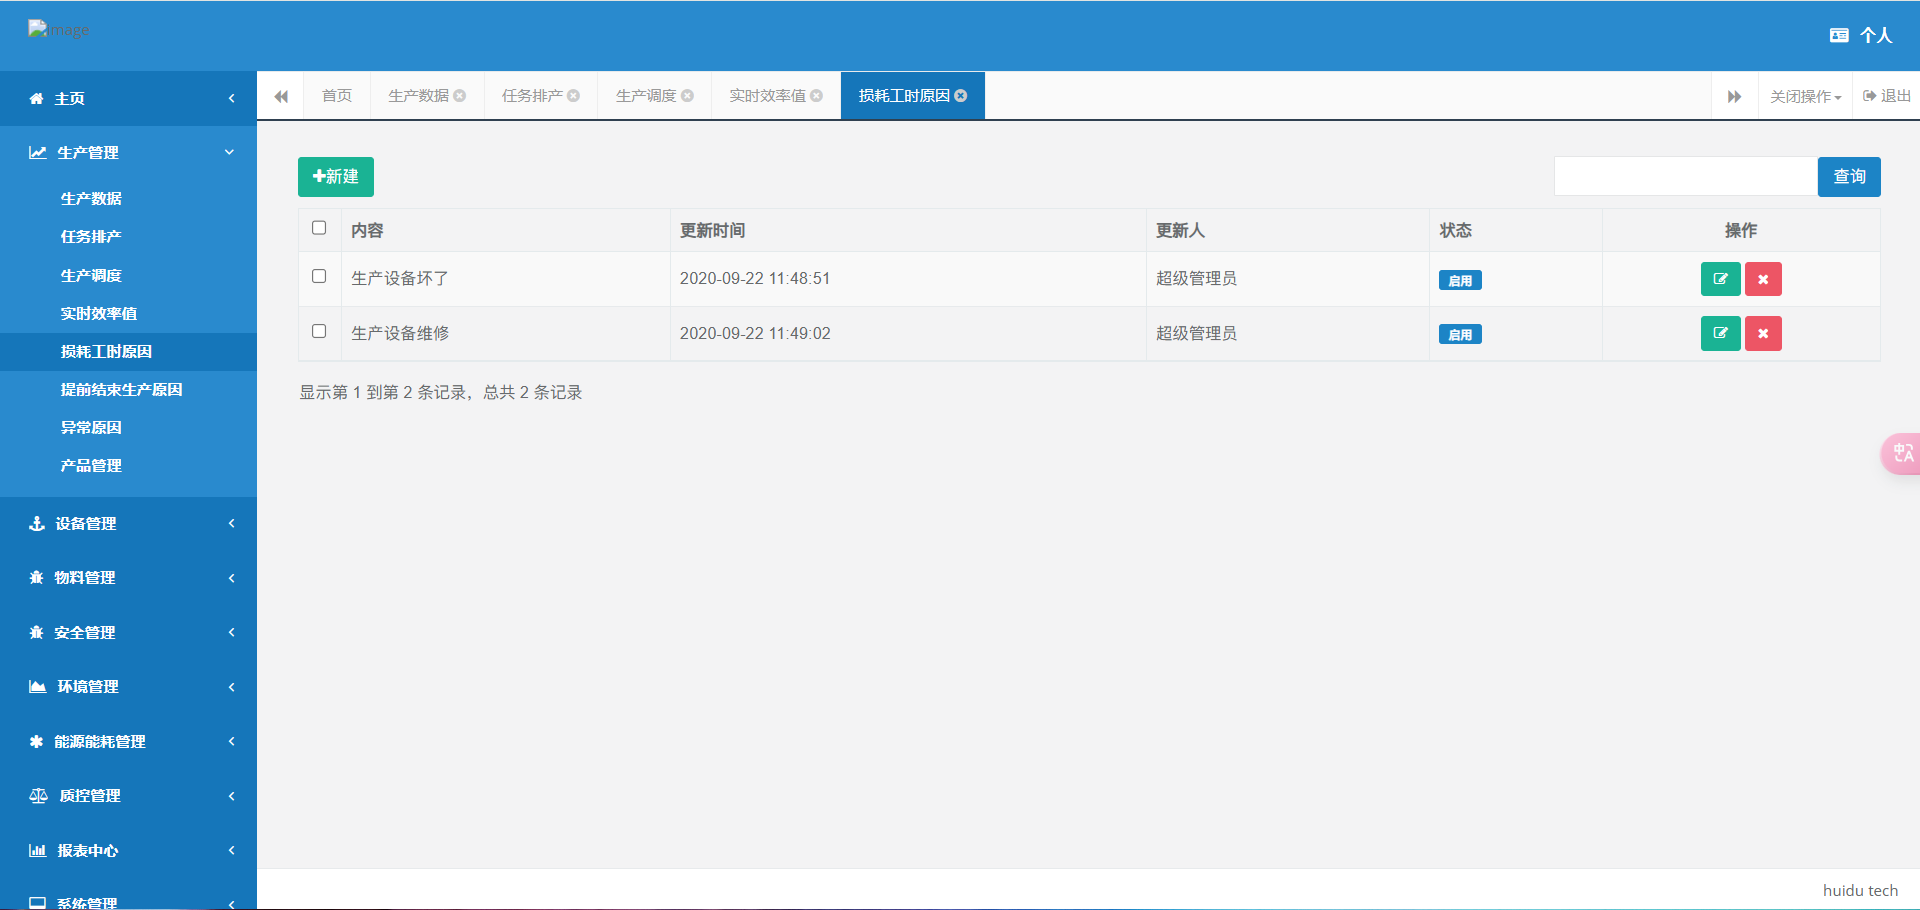 Image
个人
主页
生产管理
生产数据
任务排产
生产调度
实时效率值
损耗工时原因
提前结束生产原因
异常原因
产品管理
设备管理
物料管理
安全管理
环境管理
能源能耗管理
质控管理
报表中心
系统管理
首页 生产数据 任务排产 生产调度 实时效率值 损耗工时原因 关闭操作 退出
新建 查询
内容 更新时间 更新人 状态 操作
生产设备坏了 2020-09-22 11:48:51 超级管理员 启用
生产设备维修 2020-09-22 11:49:02 超级管理员 启用
显示第 1 到第 2 条记录，总共 2 条记录
中A
huidu tech